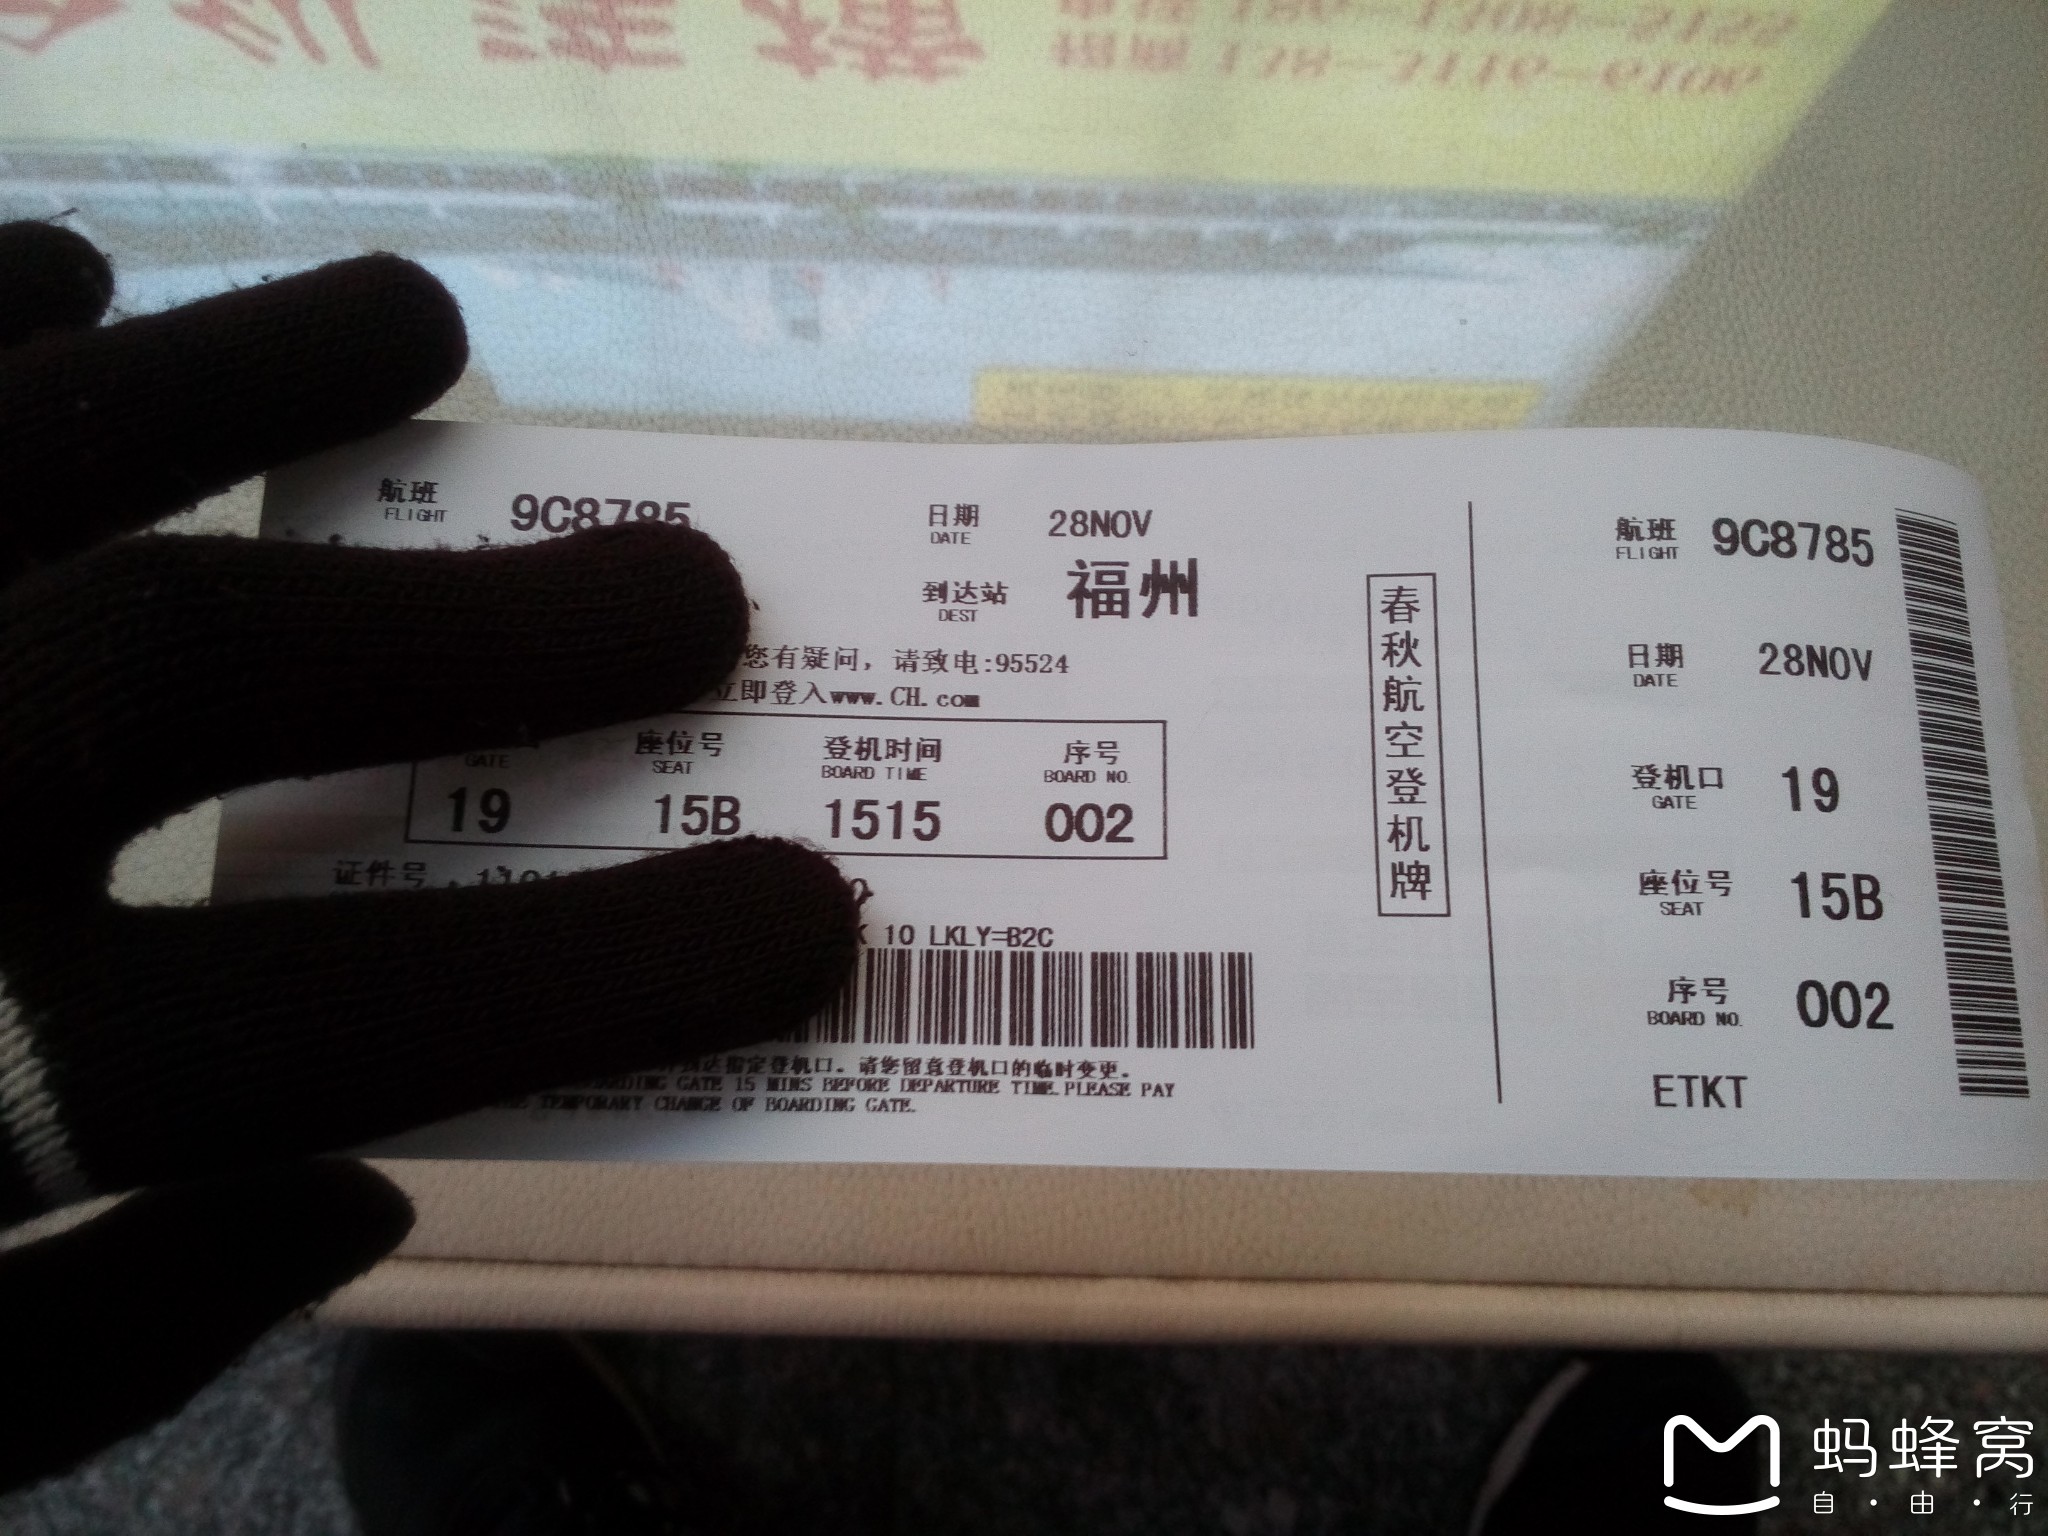 138-3116-6106
航班 9C8785 日期 28NOV
FLIGHT DATE
到达站 福州
DEST
您有疑问，请致电:95524
立即登入www.CH.com
座位号 登机时间 序号
GATE SEAT BOARD TIME BOARD NO.
19 15B 1515 002
证件号
10 LKLY=B2C
到达指定登机口。请您留意登机口的临时变更。
GATE 15 MINS BEFORE DEPARTURE TIME.PLEASE PAY
TEMPORARY CHANGE OF BOARDING GATE.
春秋航空登机牌
航班 9C8785
FLIGHT
日期 28NOV
DATE
登机口 19
GATE
座位号 15B
SEAT
序号 002
BOARD NO.
ETKT
蚂蜂窝
自·由·行